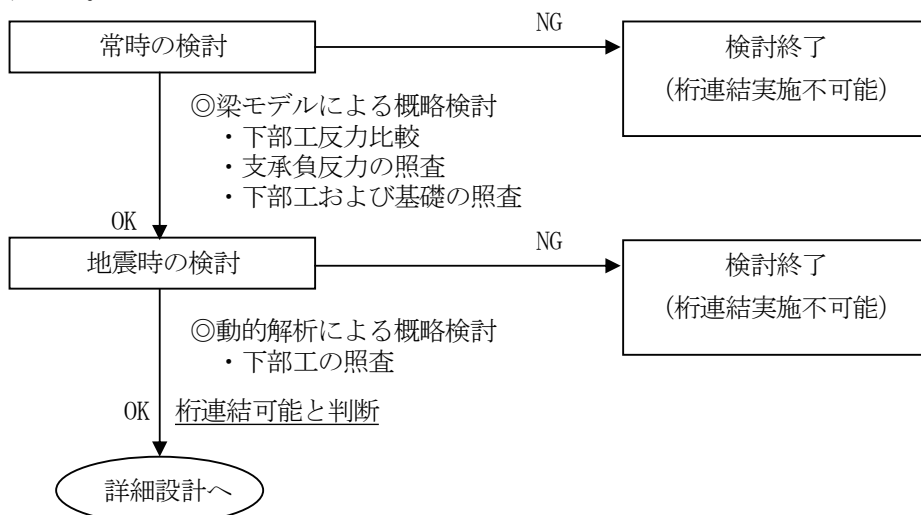 NG
常時の検討
検討終了
(桁連結実施不可能)
◎梁モデルによる概略検討
・下部工反力比較
・支承負反力の照査
・下部工および基礎の照査
OK
NG
地震時の検討
検討終了
(桁連結実施不可能)
◎動的解析による概略検討
・下部工の照査
OK 桁連結可能と判断
詳細設計へ